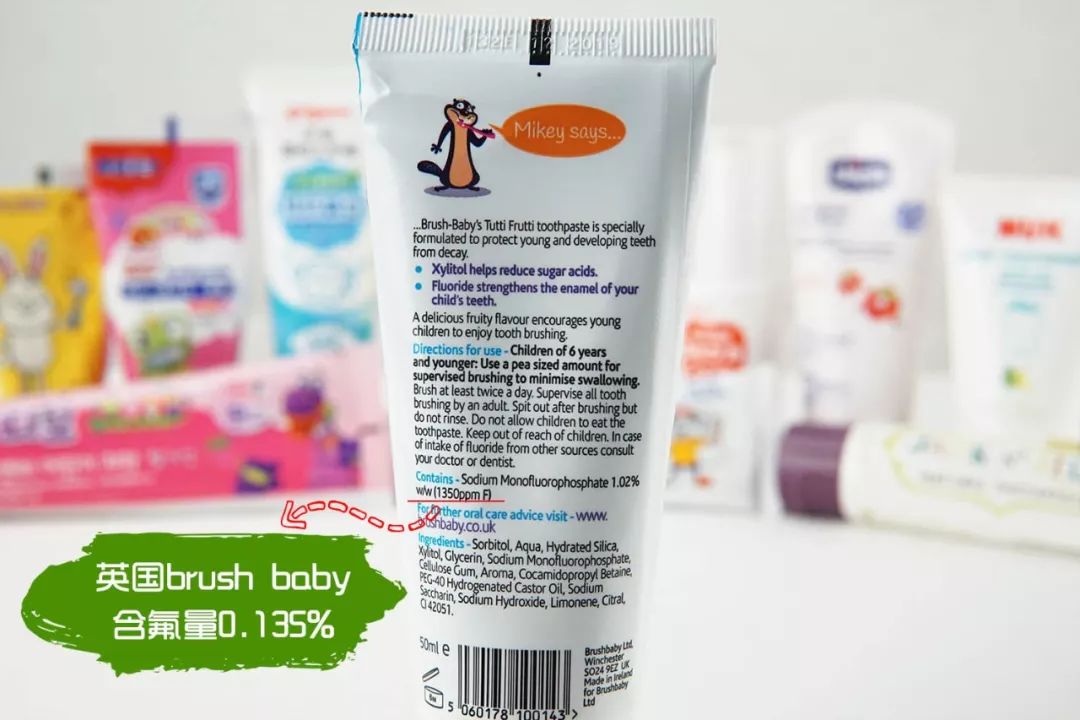 12 2019
Mikey says...
...Brush-Baby's Tutti Frutti toothpaste is specially
formulated to protect young and developing teeth
from decay.
• Xylitol helps reduce sugar acids.
• Fluoride strengthens the enamel of your
child's teeth.
A delicious fruity flavour encourages young
children to enjoy tooth brushing.
Directions for use - Children of 6 years
and younger: Use a pea sized amount for
supervised brushing to minimise swallowing.
Brush at least twice a day. Supervise all tooth
brushing by an adult. Spit out after brushing but
do not rinse. Do not allow children to eat the
toothpaste. Keep out of reach of children. In case
of intake of fluoride from other sources consult
your doctor or dentist.
Contains - Sodium Monofluorophosphate 1.02%
w/w (1350ppm F)
For further oral care advice visit - www.
brushbaby.co.uk
Ingredients - Sorbitol, Aqua, Hydrated Silica,
Xylitol, Glycerin, Sodium Monofluorophosphate,
Cellulose Gum, Aroma, Cocamidopropyl Betaine,
PEG-40 Hydrogenated Castor Oil, Sodium
Saccharin, Sodium Hydroxide, Limonene, Citral,
CI 42051.
50ml e
Brushbaby Ltd,
Winchester
SO24 9EZ UK
Made in Ireland
for Brushbaby
Ltd
5 060178 100143 >
英国brush baby
含氟量0.135%
chicco
NUK